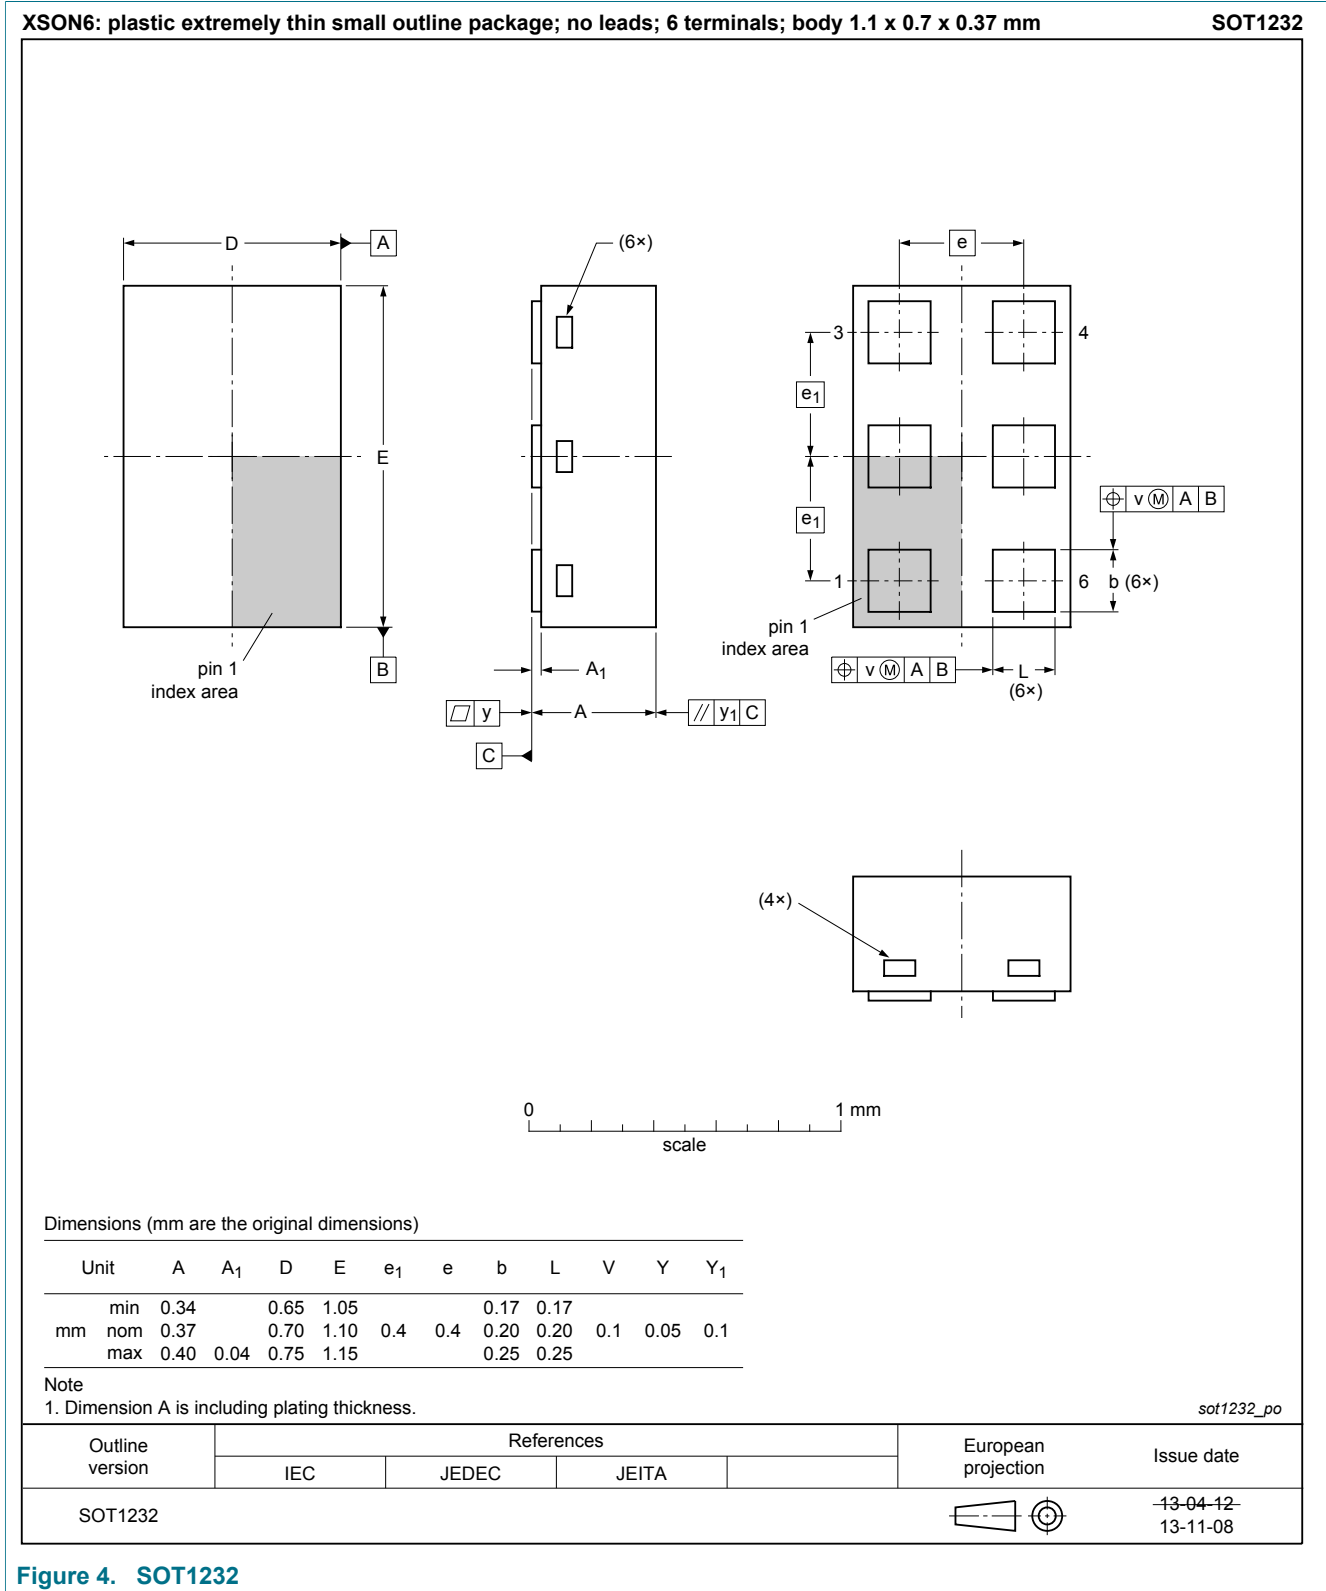 XSON6: plastic extremely thin small outline package; no leads; 6 terminals; body 1.1 x 0.7 x 0.37 mm SOT1232
D A (6×) e
3 4
e1
E
v M A B
e1
1 6 b (6×)
pin 1
index area
pin 1
index area
B A1 v M A B L
(6×)
y A // y1 C
C
(4×)
0 1 mm
scale
Dimensions (mm are the original dimensions)
Unit A A1 D E e1 e b L V Y Y1
min 0.34 0.65 1.05 0.17 0.17
mm nom 0.37 0.70 1.10 0.4 0.4 0.20 0.20 0.1 0.05 0.1
max 0.40 0.04 0.75 1.15 0.25 0.25
Note
1. Dimension A is including plating thickness. sot1232_po
Outline
version
References
IEC JEDEC JEITA
European
projection
Issue date
SOT1232
13-04-12
13-11-08
Figure 4. SOT1232